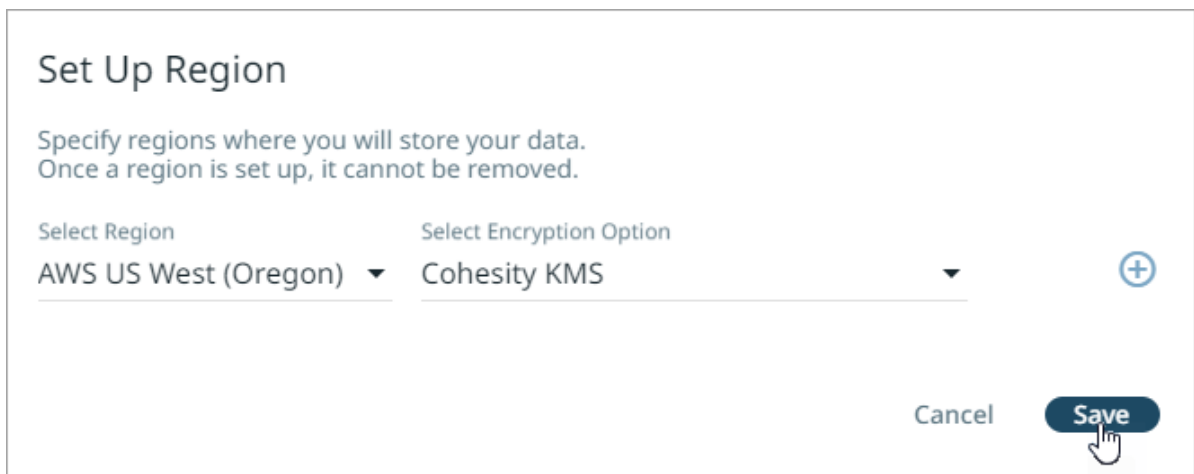 Set Up Region
Specify regions where you will store your data.
Once a region is set up, it cannot be removed.
Select Region
Select Encryption Option
AWS US West (Oregon)
Cohesity KMS
Cancel
Save